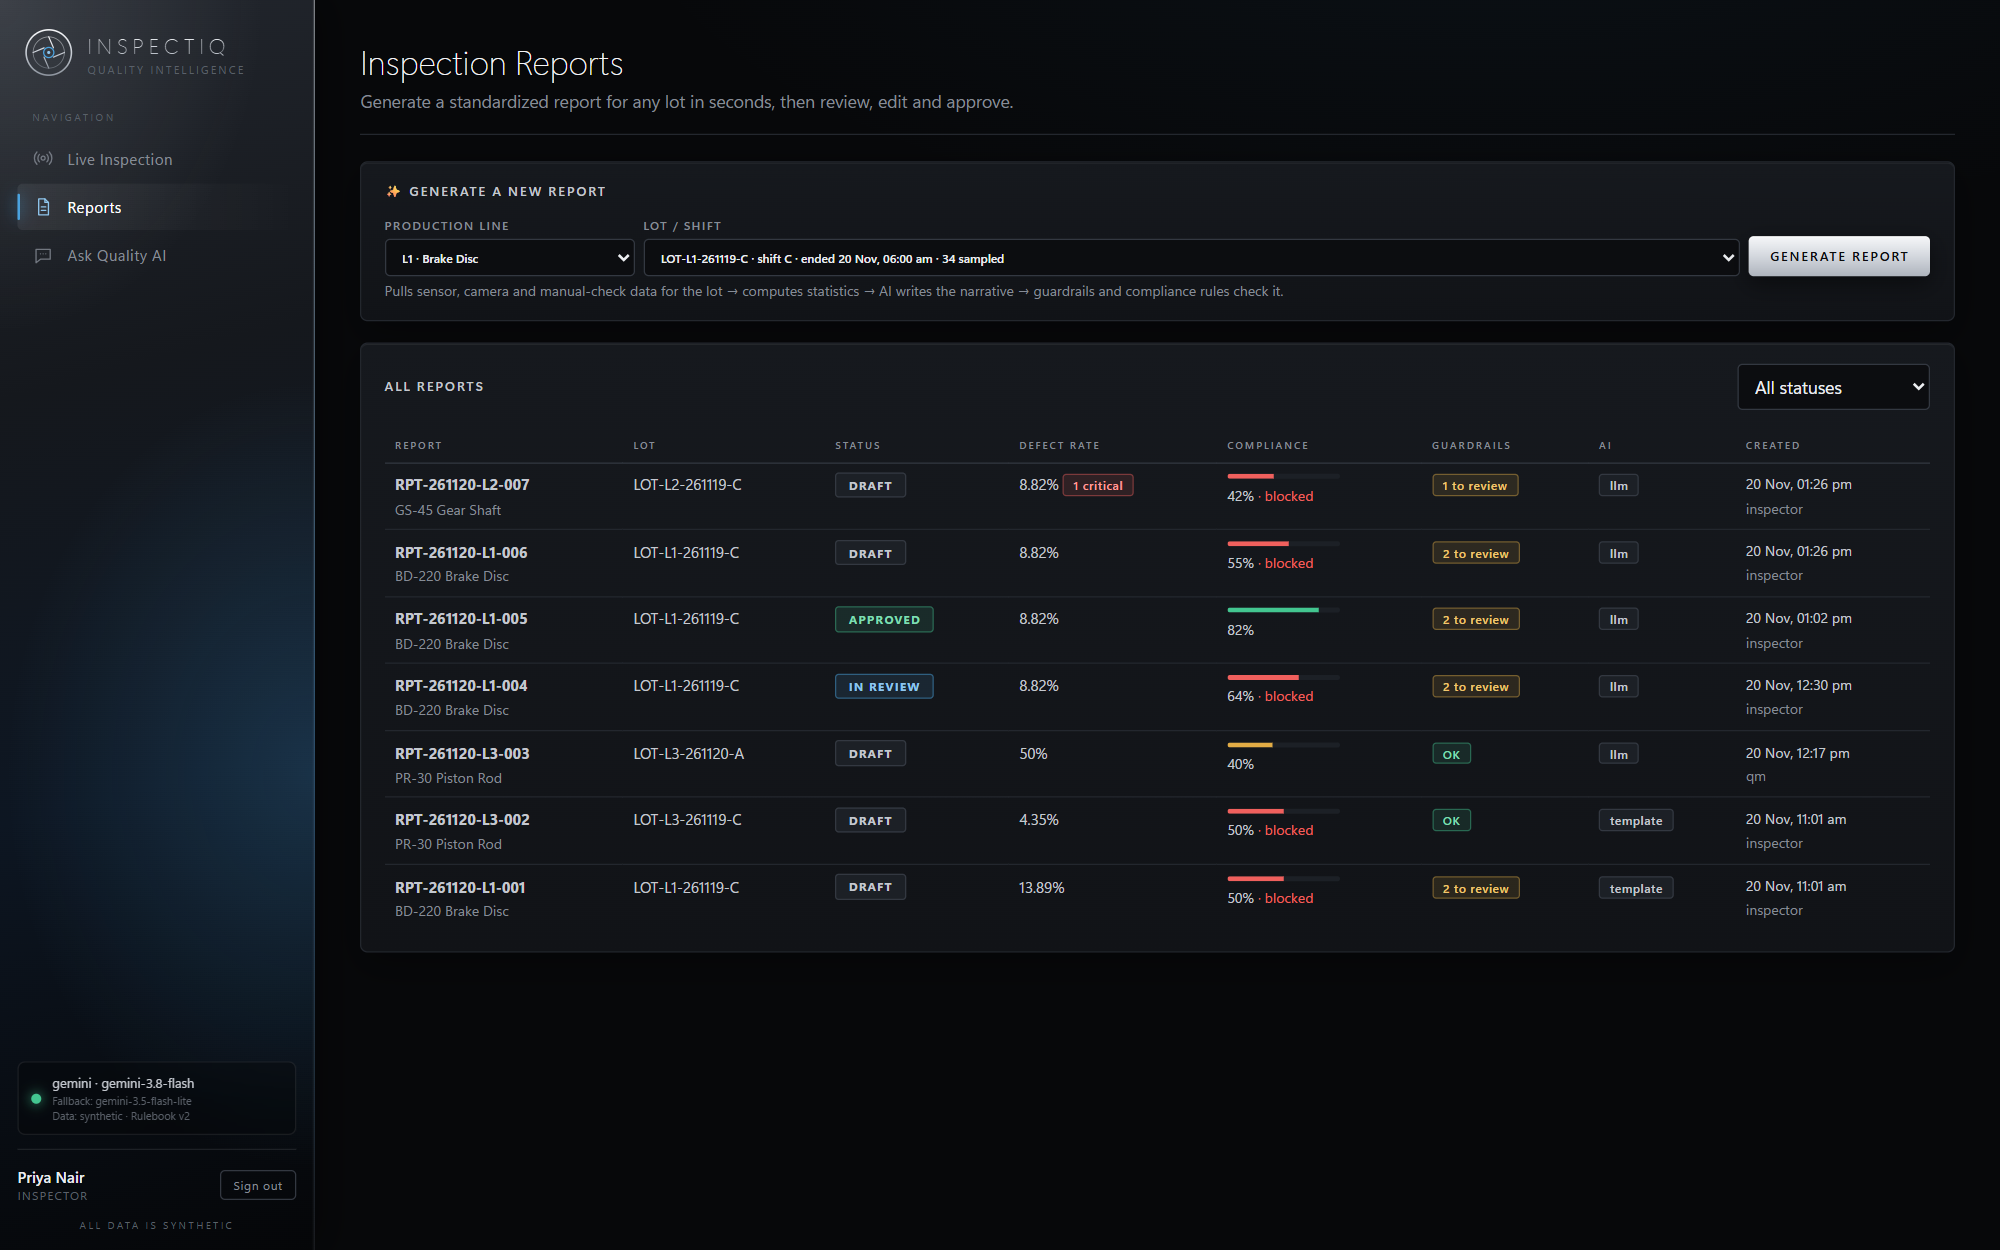 INSPECTIQ
QUALITY INTELLIGENCE
NAVIGATION
Live Inspection
Reports
Ask Quality AI
gemini · gemini-3.8-flash
Fallback: gemini-3.5-flash-lite
Data: synthetic · Rulebook v2
Priya Nair
INSPECTOR
Sign out
ALL DATA IS SYNTHETIC
Inspection Reports
Generate a standardized report for any lot in seconds, then review, edit and approve.
✨ GENERATE A NEW REPORT
PRODUCTION LINE LOT / SHIFT
L1 · Brake Disc LOT-L1-261119-C · shift C · ended 20 Nov, 06:00 am · 34 sampled GENERATE REPORT
Pulls sensor, camera and manual-check data for the lot → computes statistics → AI writes the narrative → guardrails and compliance rules check it.
ALL REPORTS All statuses
REPORT LOT STATUS DEFECT RATE COMPLIANCE GUARDRAILS AI CREATED
RPT-261120-L2-007 LOT-L2-261119-C DRAFT 8.82% 1 critical 42% · blocked 1 to review llm 20 Nov, 01:26 pm
GS-45 Gear Shaft inspector
RPT-261120-L1-006 LOT-L1-261119-C DRAFT 8.82% 55% · blocked 2 to review llm 20 Nov, 01:26 pm
BD-220 Brake Disc inspector
RPT-261120-L1-005 LOT-L1-261119-C APPROVED 8.82% 82% 2 to review llm 20 Nov, 01:02 pm
BD-220 Brake Disc inspector
RPT-261120-L1-004 LOT-L1-261119-C IN REVIEW 8.82% 64% · blocked 2 to review llm 20 Nov, 12:30 pm
BD-220 Brake Disc inspector
RPT-261120-L3-003 LOT-L3-261120-A DRAFT 50% 40% OK llm 20 Nov, 12:17 pm
PR-30 Piston Rod qm
RPT-261120-L3-002 LOT-L3-261119-C DRAFT 4.35% 50% · blocked OK template 20 Nov, 11:01 am
PR-30 Piston Rod inspector
RPT-261120-L1-001 LOT-L1-261119-C DRAFT 13.89% 50% · blocked 2 to review template 20 Nov, 11:01 am
BD-220 Brake Disc inspector